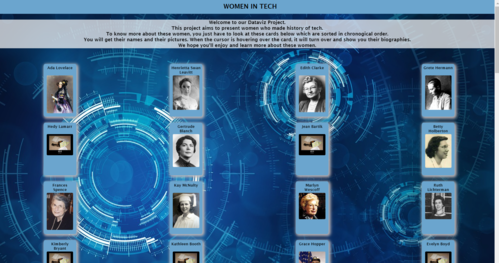 WOMEN IN TECH
Welcome to our Datavis Project.
This project aims to present women who made history of tech.
To know more about these women, you just have to look at these cards below which are sorted in chronogical order.
You will get their names and their pictures. When the cursor is hovering over the card, it will turn over and show you their biographies.
We hope you'll enjoy and learn more about these women.
Ada Lovelace
Henrietta Swan
Leavitt
Edith Clarke
Grete Hermann
Hedy Lamarr
Gertrude
Blanch
Jean Bartik
Betty
Holberton
Frances
Spence
Kay McNulty
Marlyn
Wescoff
Ruth
Lichterman
Kimberly
Bryant
Kathleen Booth
Grace Hopper
Evelyn Boyd